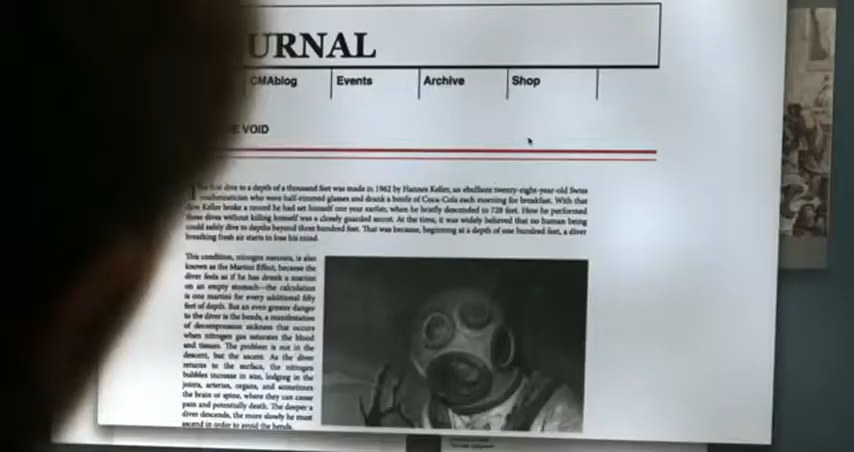 URNAL
CMAblog Events Archive Shop
E VOID
The first dive to a depth of a thousand feet was made in 1962 by Hannes Keller, an ebullient twenty-eight-year-old Swiss
mathematician who wore half-rimmed glasses and drank a bottle of Coca-Cola each morning for breakfast. With that
dive Keller broke a record he had set himself one year earlier, when he briefly descended to 728 feet. How he performed
these dives without killing himself was a closely guarded secret. At the time, it was widely believed that no human being
could safely dive to depths beyond three hundred feet. That was because, beginning at a depth of one hundred feet, a diver
breathing fresh air starts to lose his mind.
This condition, nitrogen narcosis, is also
known as the Martini Effect, because the
diver feels as if he has drunk a martini
on an empty stomach—the calculation
is one martini for every additional fifty
feet of depth. But an even greater danger
to the diver is the bends, a manifestation
of decompression sickness that occurs
when nitrogen gas saturates the blood
and tissues. The problem is not in the
descent, but the ascent. As the diver
returns to the surface, the nitrogen
bubbles increase in size, lodging in the
joints, arteries, organs, and sometimes
the brain or spine, where they can cause
pain and potentially death. The deeper a
diver descends, the more slowly he must
ascend in order to avoid the bends.